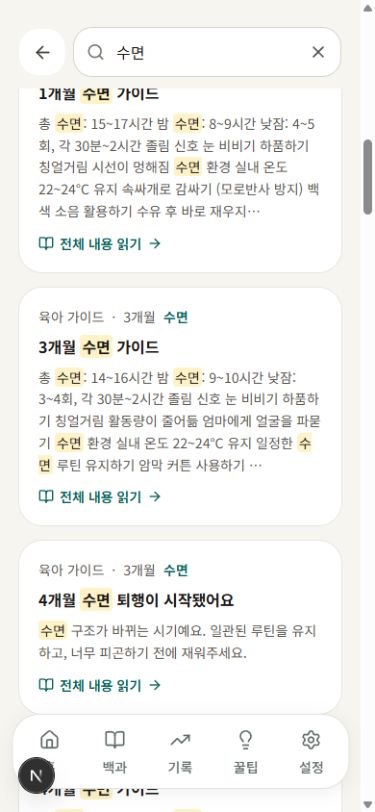 수면
1개월 수면 가이드
총 수면: 15~17시간 밤 수면: 8~9시간 낮잠: 4~5
회, 각 30분~2시간 졸림 신호 눈 비비기 하품하기
칭얼거림 시선이 멍해짐 수면 환경 실내 온도
22~24°C 유지 속싸개로 감싸기 (모로반사 방지) 백
색 소음 활용하기 수유 후 바로 재우지…
전체 내용 읽기 →
육아 가이드 · 3개월 수면
3개월 수면 가이드
총 수면: 14~16시간 밤 수면: 9~10시간 낮잠:
3~4회, 각 30분~2시간 졸림 신호 눈 비비기 하품하
기 칭얼거림 활동량이 줄어듦 엄마에게 얼굴을 파묻
기 수면 환경 실내 온도 22~24°C 유지 일정한 수
면 루틴 유지하기 암막 커튼 사용하기 …
전체 내용 읽기 →
육아 가이드 · 3개월 수면
4개월 수면 퇴행이 시작됐어요
수면 구조가 바뀌는 시기예요. 일관된 루틴을 유지
하고, 너무 피곤하기 전에 재워주세요.
전체 내용 읽기 →
백과 기록 꿀팁 설정
N
수면 가이드